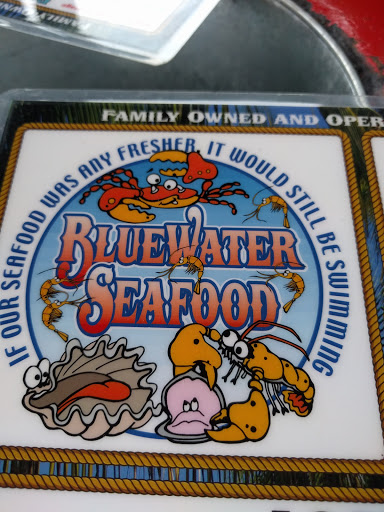 FAMILY OWNED AND OPER
IF OUR SEAFOOD WAS ANY FRESHER, IT WOULD STILL BE SWIMMING
BLUEWATER
SEAFOOD